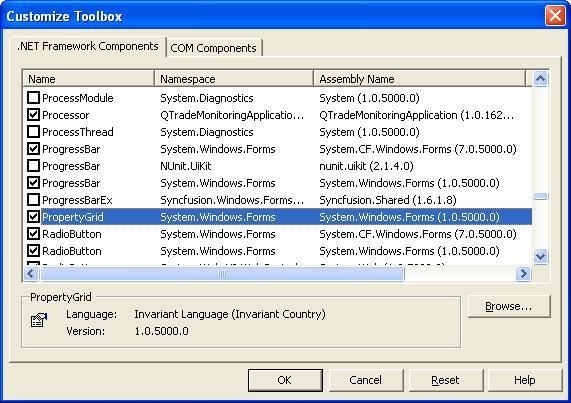 Customize Toolbox
.NET Framework Components COM Components
Name Namespace Assembly Name
ProcessModule System.Diagnostics System (1.0.5000.0)
Processor QTradeMonitoringApplicatio... QTradeMonitoringApplication (1.0.162...
ProcessThread System.Diagnostics System (1.0.5000.0)
ProgressBar System.Windows.Forms System.CF.Windows.Forms (7.0.5000.0)
ProgressBar NUnit.UiKit nunit.uikit (2.1.4.0)
ProgressBar System.Windows.Forms System.Windows.Forms (1.0.5000.0)
ProgressBarEx Syncfusion.Windows.Forms... Syncfusion.Shared (1.6.1.8)
PropertyGrid System.Windows.Forms System.Windows.Forms (1.0.5000.0)
RadioButton System.Windows.Forms System.CF.Windows.Forms (7.0.5000.0)
RadioButton System.Windows.Forms System.Windows.Forms (1.0.5000.0)
PropertyGrid
Language: Invariant Language (Invariant Country)
Version: 1.0.5000.0
Browse...
OK Cancel Reset Help